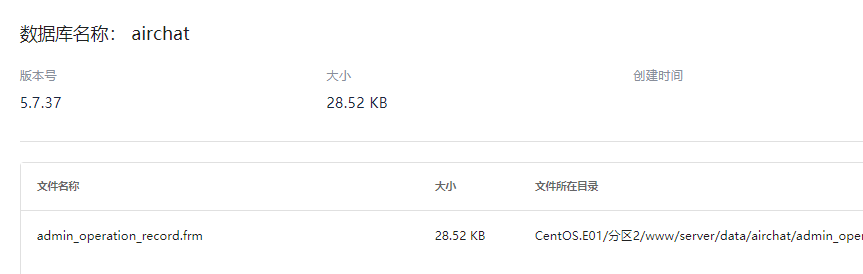 数据库名称： airchat
版本号 大小 创建时间
5.7.37 28.52 KB
文件名称 大小 文件所在目录
admin_operation_record.frm 28.52 KB CentOS.E01/分区2/www/server/data/airchat/admin_oper